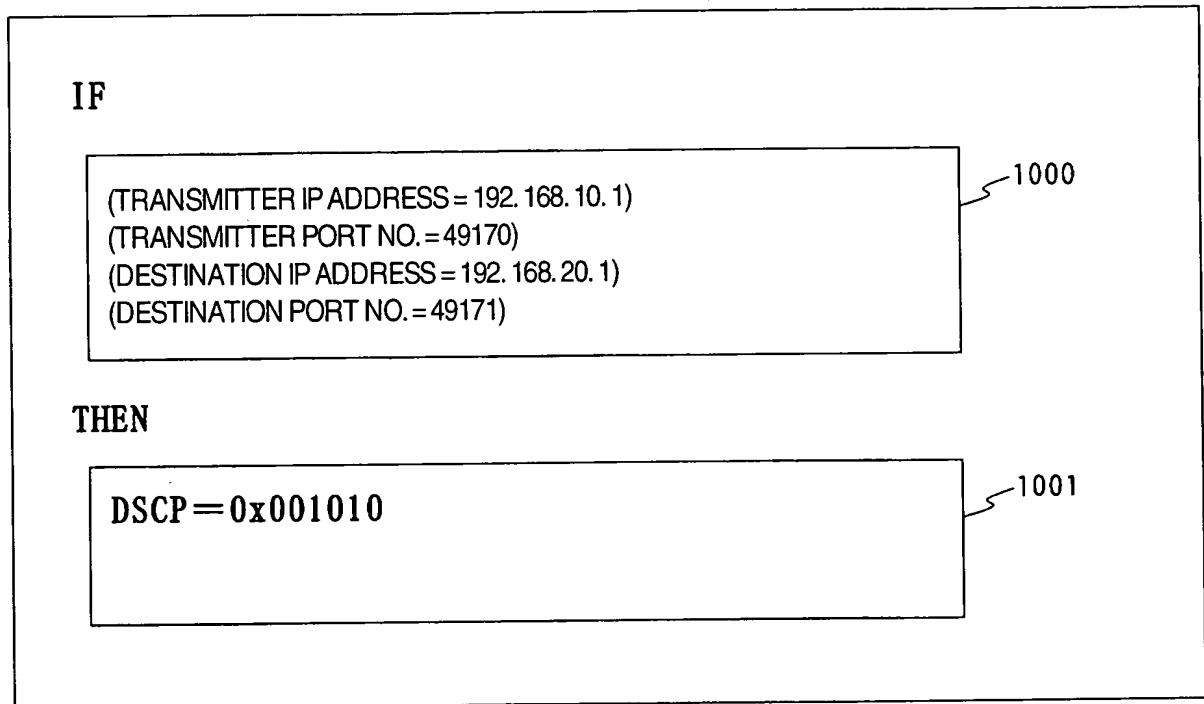 IF
(TRANSMITTER IP ADDRESS = 192.168.10.1)
1000
(TRANSMITTER PORT NO. = 49170)
(DESTINATION IP ADDRESS = 192.168.20.1)
(DESTINATION PORT NO. = 49171)
THEN
DSCP=0x001010
1001